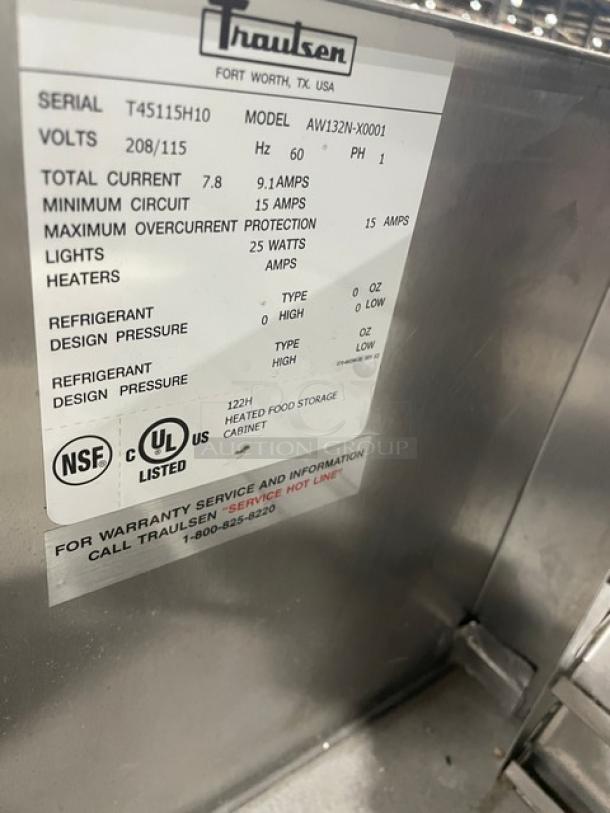 Traulsen
FORT WORTH, TX. USA
SERIAL T45115H10 MODEL AW132N-X0001
VOLTS 208/115 Hz 60 PH 1
TOTAL CURRENT 7.8 9.1AMPS
MINIMUM CIRCUIT 15 AMPS
MAXIMUM OVERCURRENT PROTECTION 15 AMPS
LIGHTS 25 WATTS
HEATERS AMPS
REFRIGERANT TYPE 0 OZ
DESIGN PRESSURE 0 HIGH 0 LOW
REFRIGERANT TYPE OZ
DESIGN PRESSURE HIGH LOW
122H
HEATED FOOD STORAGE
CABINET
NSF
C UL US
LISTED
AUCTION GROUP
FOR WARRANTY SERVICE AND INFORMATION
CALL TRAULSEN "SERVICE HOT LINE"
1-800-825-8220